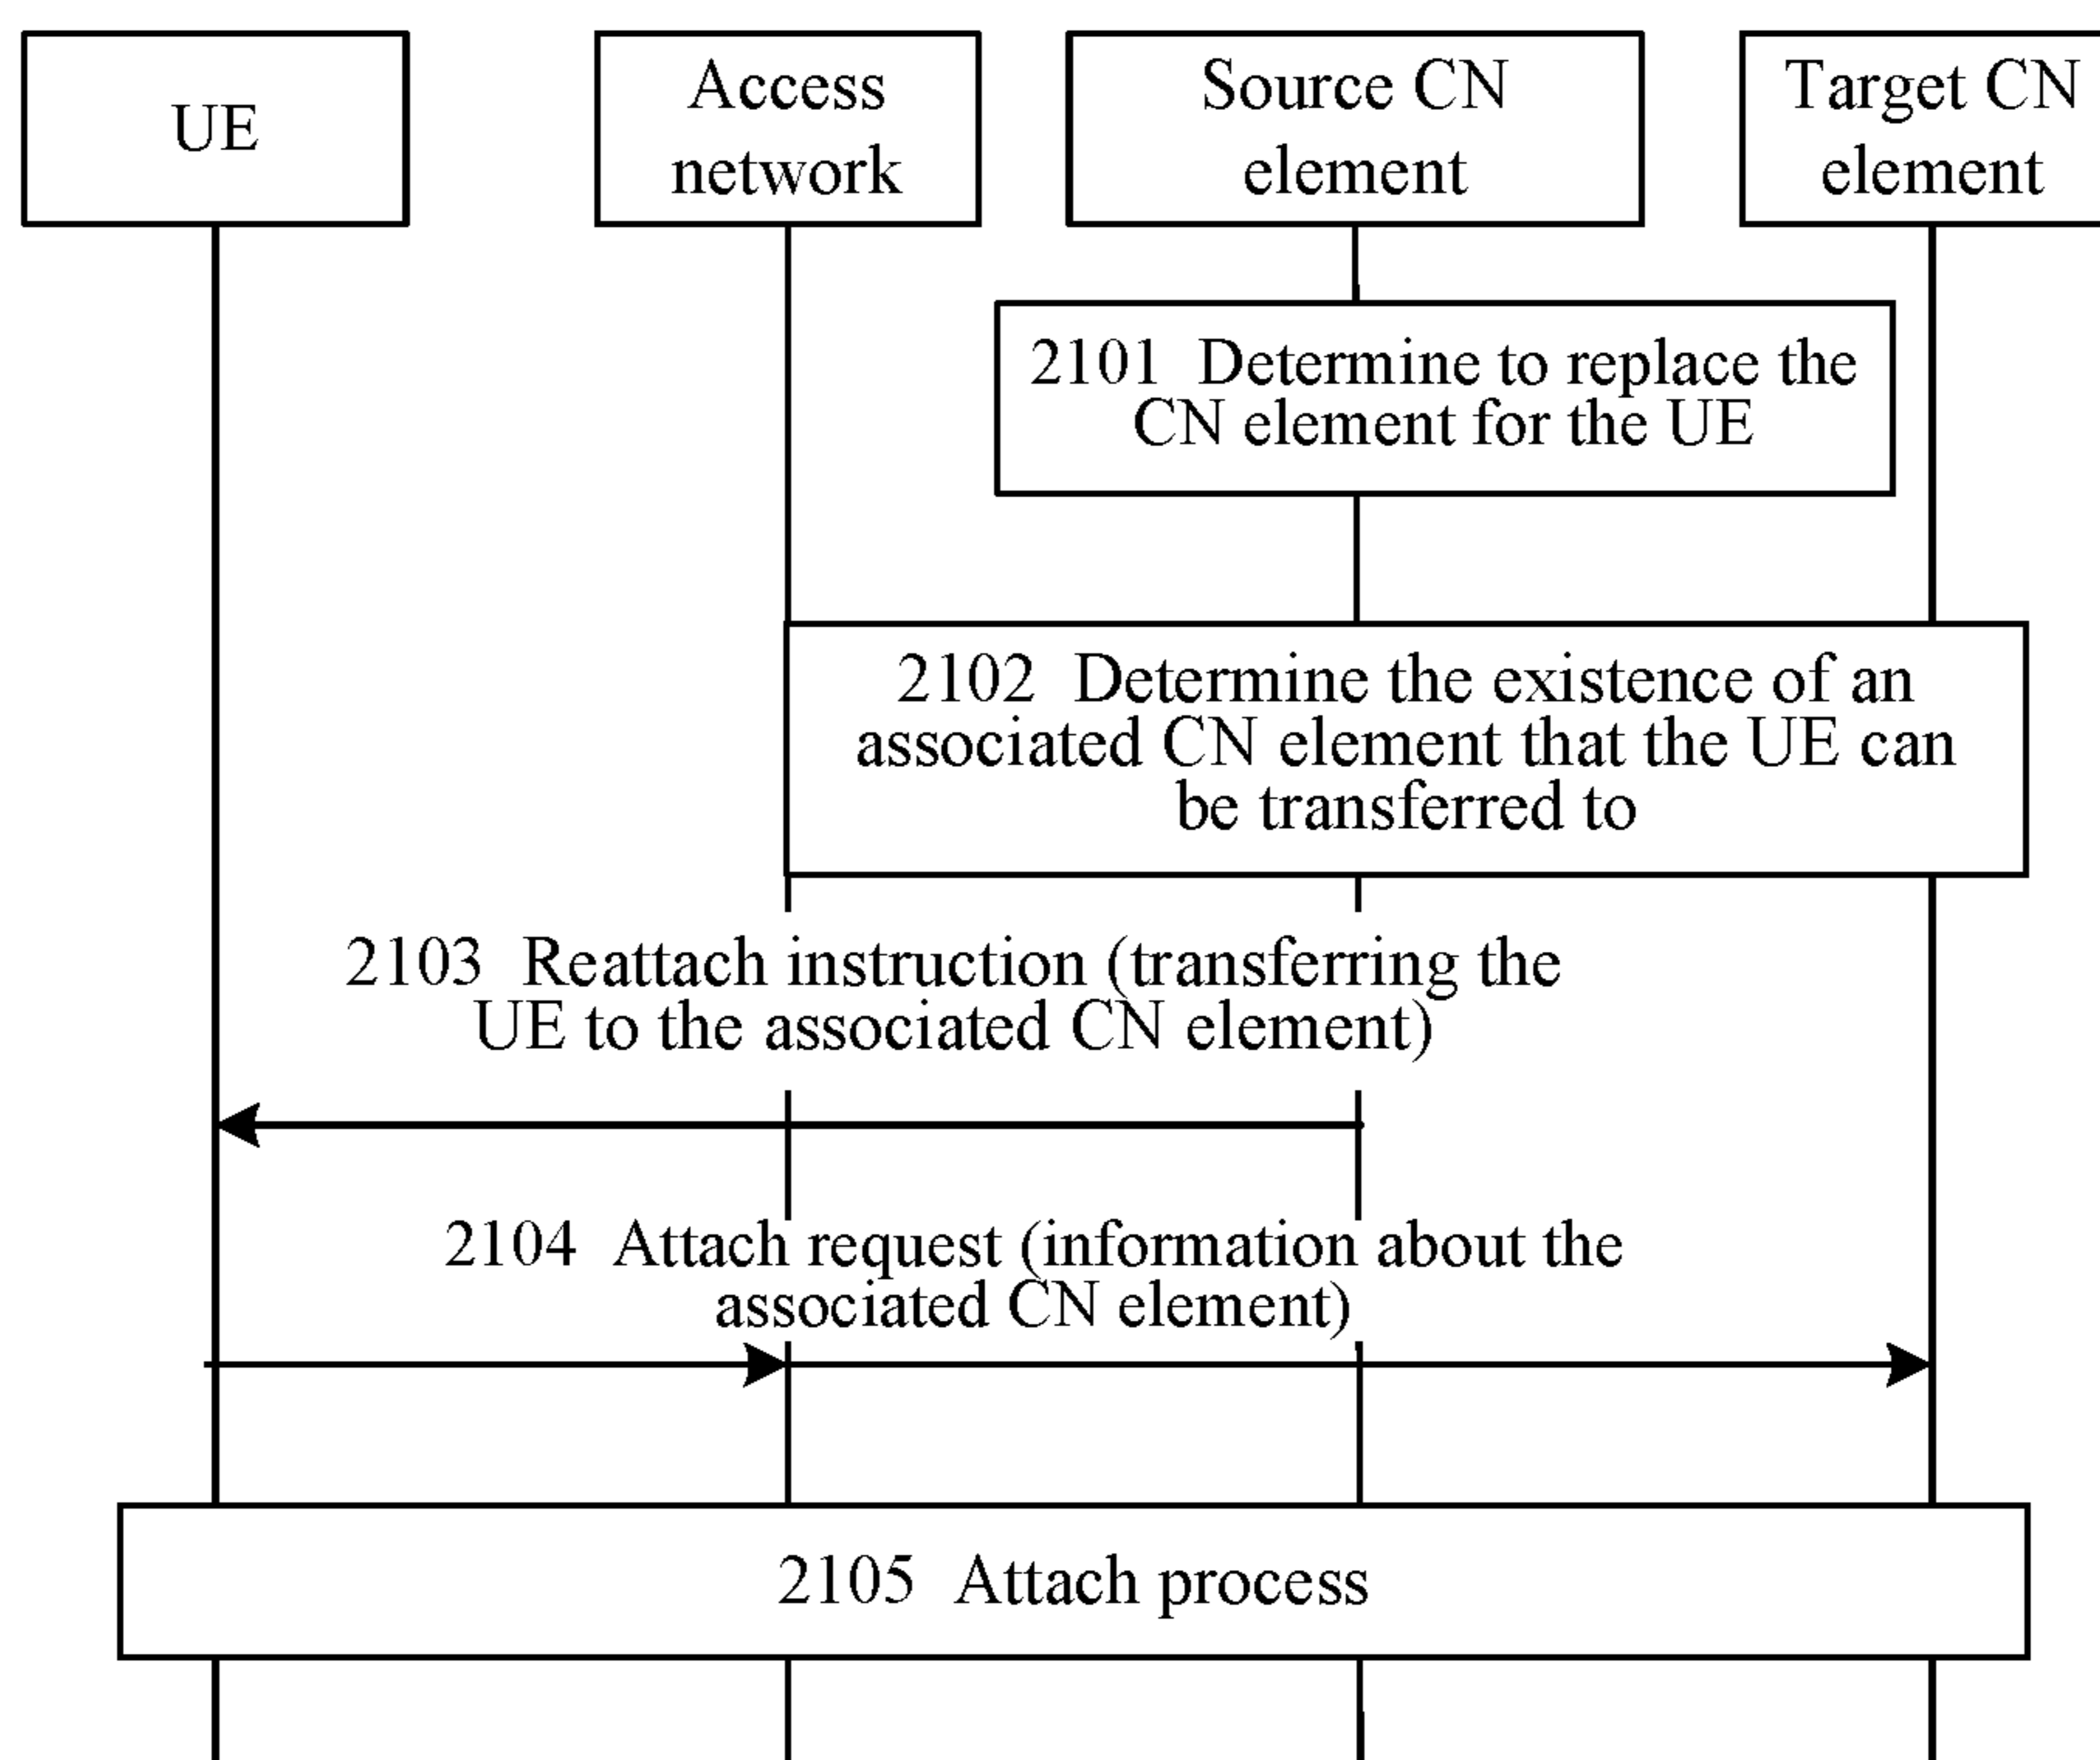 UE
Access
network
Source CN
element
Target CN
element
2101 Determine to replace the
CN element for the UE
2102 Determine the existence of an
associated CN element that the UE can
be transferred to
2103 Reattach instruction (transferring the
UE to the associated CN element)
2104 Attach request (information about the
associated CN element)
2105 Attach process